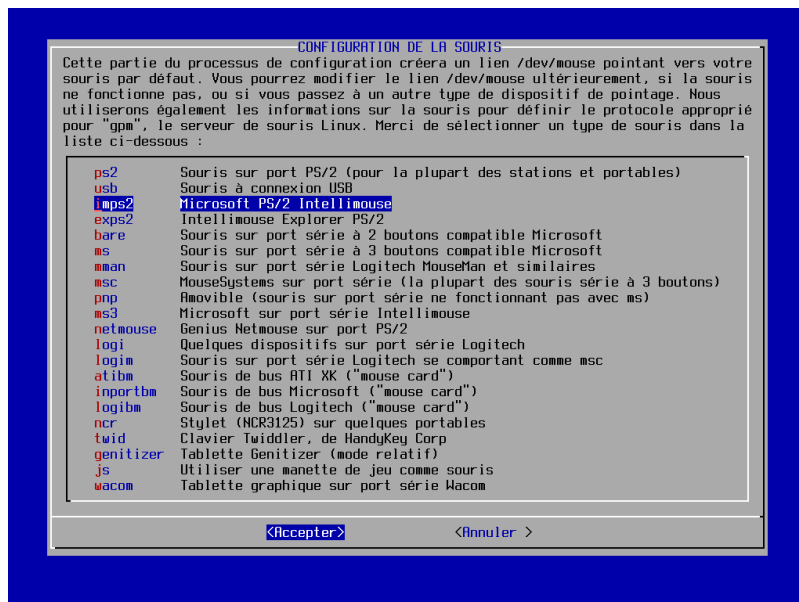 CONFIGURATION DE LA SOURIS
Cette partie du processus de configuration créera un lien /dev/mouse pointant vers votre
souris par défaut. Vous pourrez modifier le lien /dev/mouse ultérieurement, si la souris
ne fonctionne pas, ou si vous passez à un autre type de dispositif de pointage. Nous
utiliserons également les informations sur la souris pour définir le protocole approprié
pour "gpm", le serveur de souris Linux. Merci de sélectionner un type de souris dans la
liste ci-dessous :
ps2 Souris sur port PS/2 (pour la plupart des stations et portables)
usb Souris à connexion USB
imps2 Microsoft PS/2 Intellimouse
exps2 Intellimouse Explorer PS/2
bare Souris sur port série à 2 boutons compatible Microsoft
ms Souris sur port série à 3 boutons compatible Microsoft
mman Souris sur port série Logitech MouseMan et similaires
msc MouseSystems sur port série (la plupart des souris série à 3 boutons)
pnp Amovible (souris sur port série ne fonctionnant pas avec ms)
ms3 Microsoft sur port série Intellimouse
netmouse Genius Netmouse sur port PS/2
logi Quelques dispositifs sur port série Logitech
logim Souris sur port série Logitech se comportant comme msc
atibm Souris de bus ATI XK ("mouse card")
inportbm Souris de bus Microsoft ("mouse card")
logibm Souris de bus Logitech ("mouse card")
ncr Stylet (NCR3125) sur quelques portables
twid Clavier Twiddler, de HandyKey Corp
genitizer Tablette Genitizer (mode relatif)
js Utiliser une manette de jeu comme souris
wacom Tablette graphique sur port série Wacom
<Accepter> <Annuler >